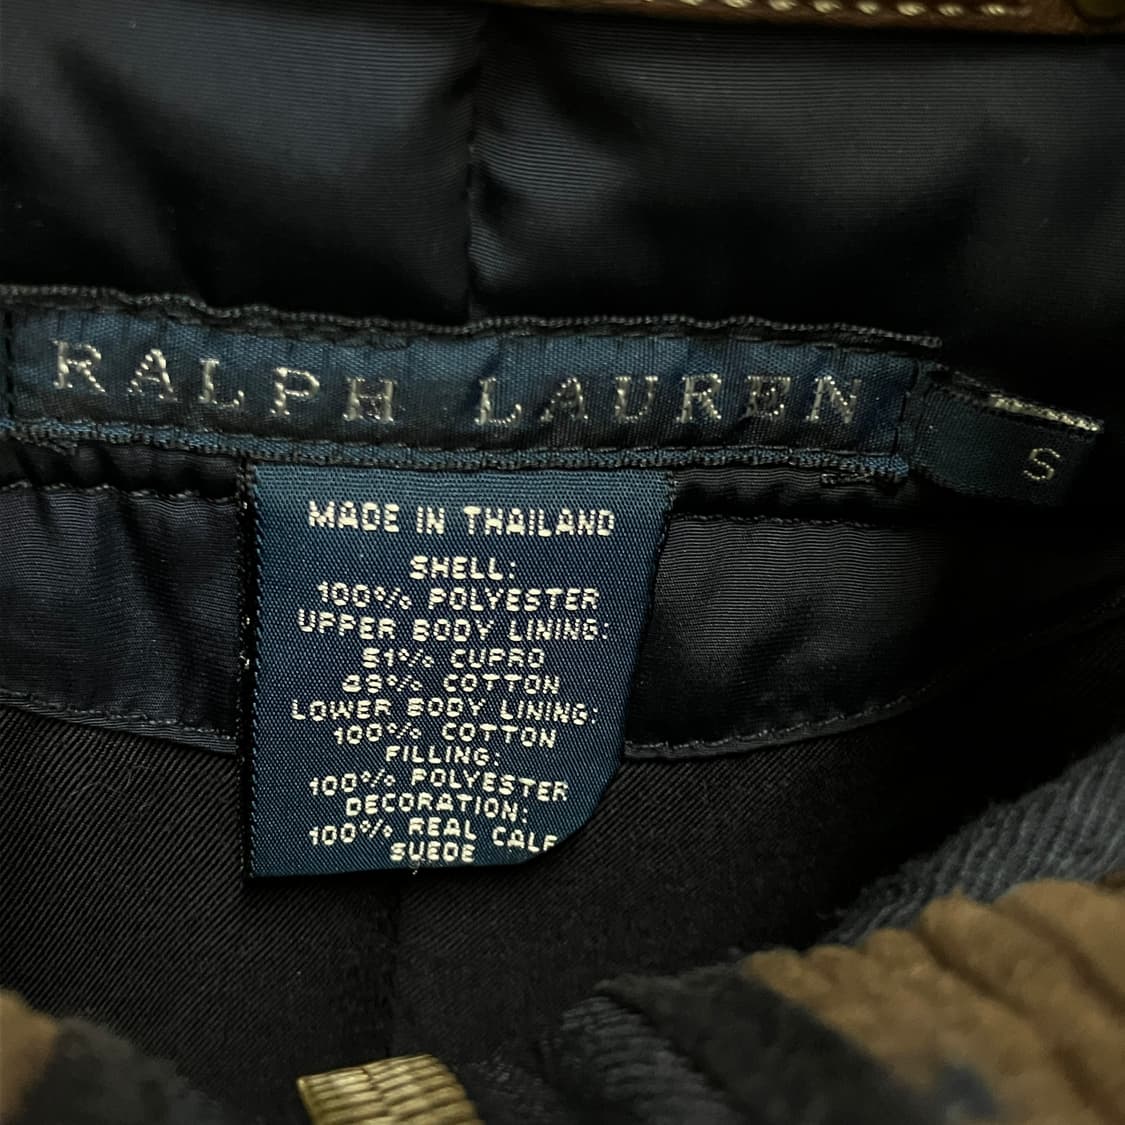 RALPH LAUREN
S
MADE IN THAILAND
SHELL:
100% POLYESTER
UPPER BODY LINING:
51% CUPRO
49% COTTON
LOWER BODY LINING:
100% COTTON
FILLING:
100% POLYESTER
DECORATION:
100% REAL CALF
SUEDE